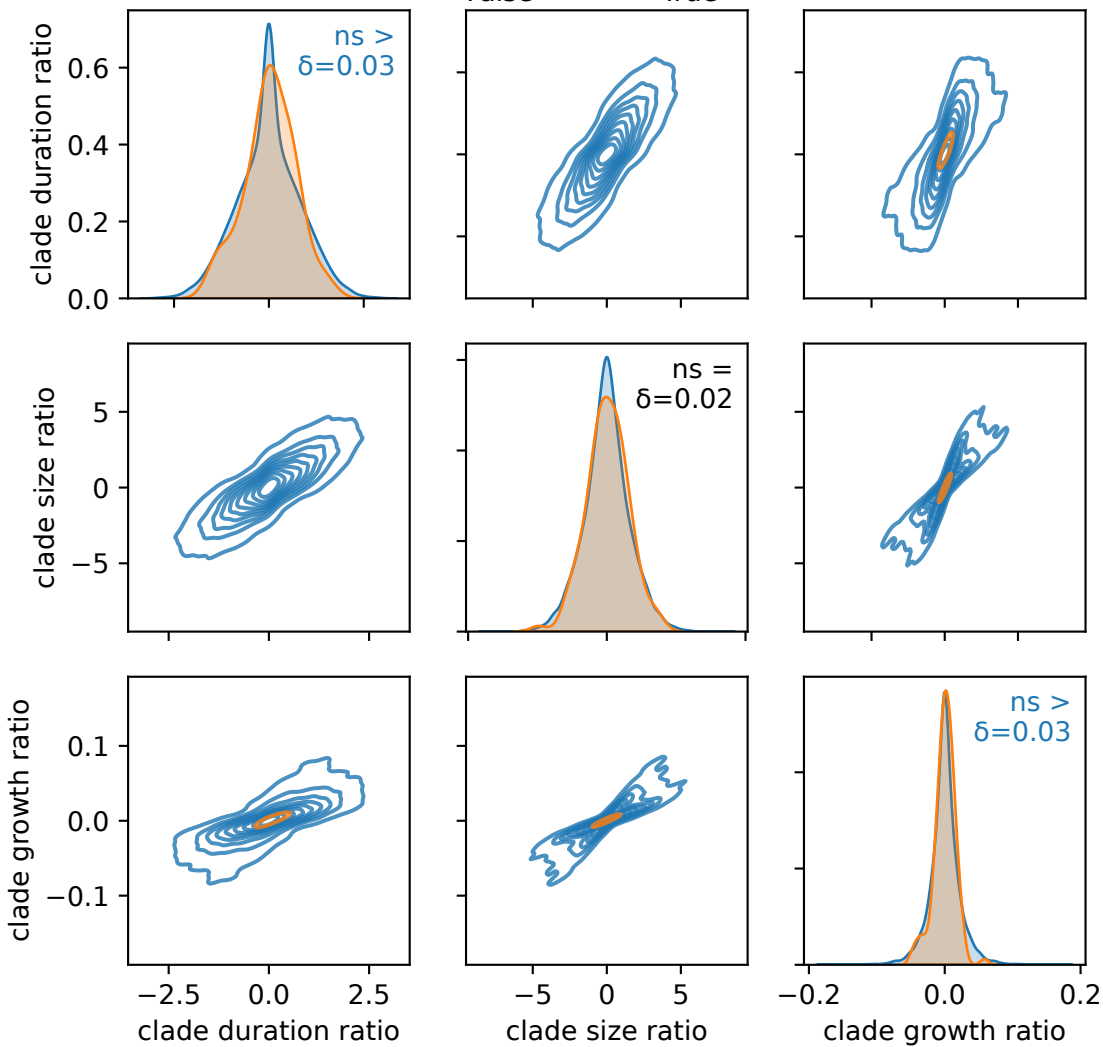 clade duration ratio
0.6
0.4
0.2
0.0
ns >
δ=0.03
clade size ratio
5
0
−5
ns =
δ=0.02
clade growth ratio
0.1
0.0
−0.1
ns >
δ=0.03
−2.5 0.0 2.5
−5 0 5
−0.2 0.0 0.2
clade duration ratio
clade size ratio
clade growth ratio